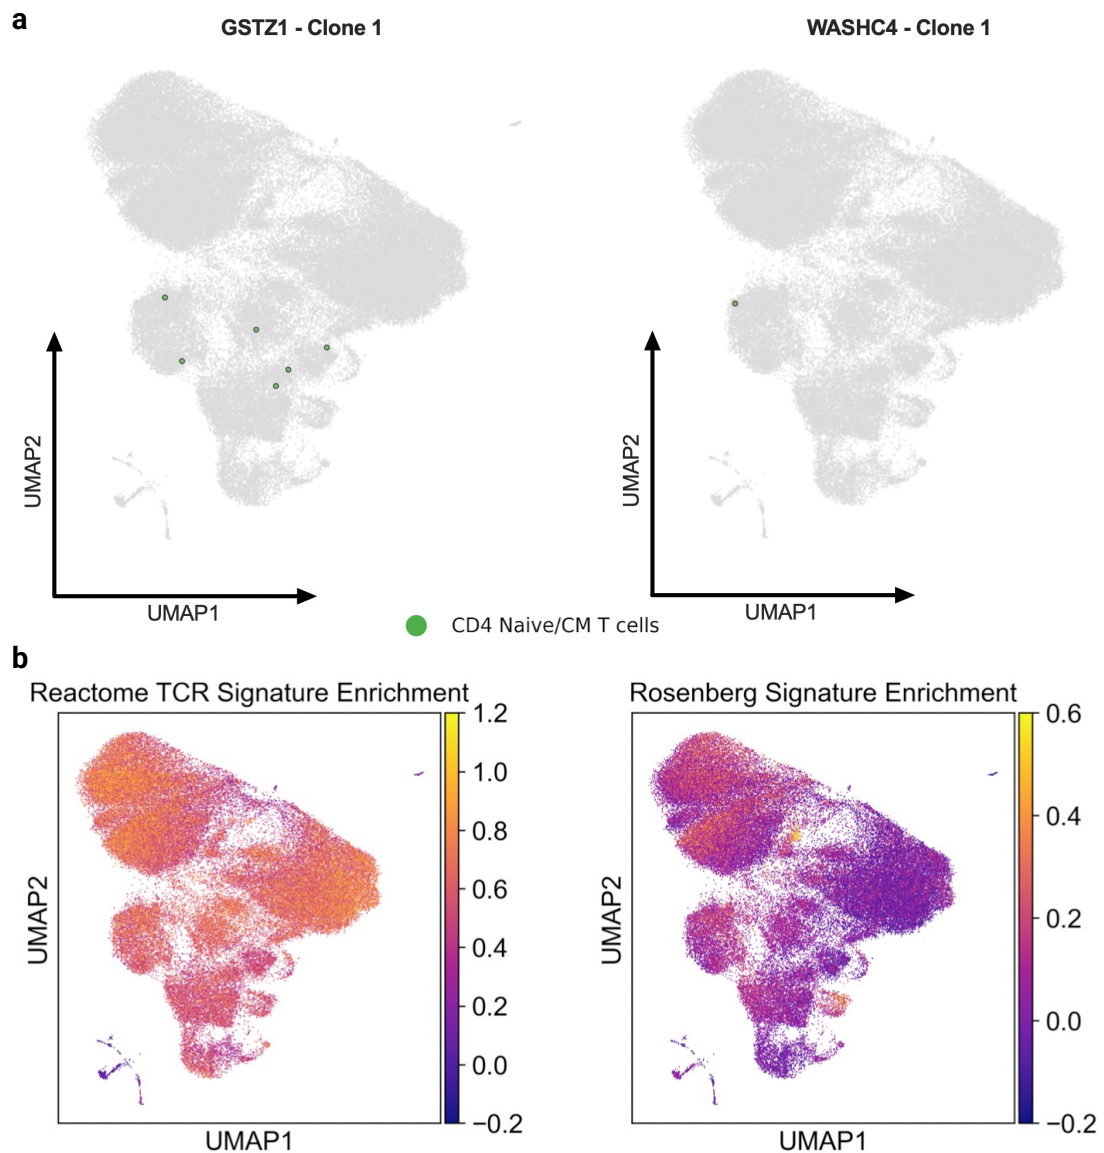 a
GSTZ1 - Clone 1
WASHC4 - Clone 1
UMAP2
UMAP1
UMAP2
UMAP1
CD4 Naive/CM T cells
b
Reactome TCR Signature Enrichment
UMAP2
UMAP1
1.2
1.0
0.8
0.6
0.4
0.2
0.0
−0.2
Rosenberg Signature Enrichment
UMAP2
UMAP1
0.6
0.4
0.2
0.0
−0.2